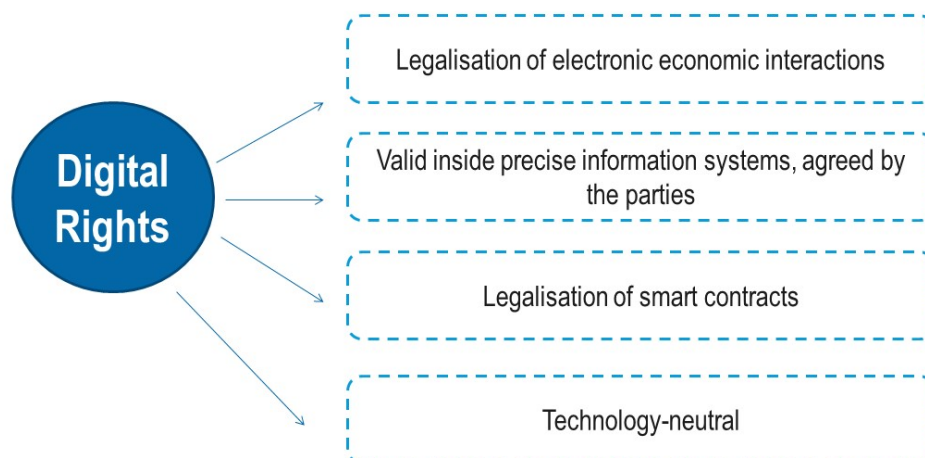 Digital
Rights
Legalisation of electronic economic interactions
Valid inside precise information systems, agreed by
the parties
Legalisation of smart contracts
Technology-neutral